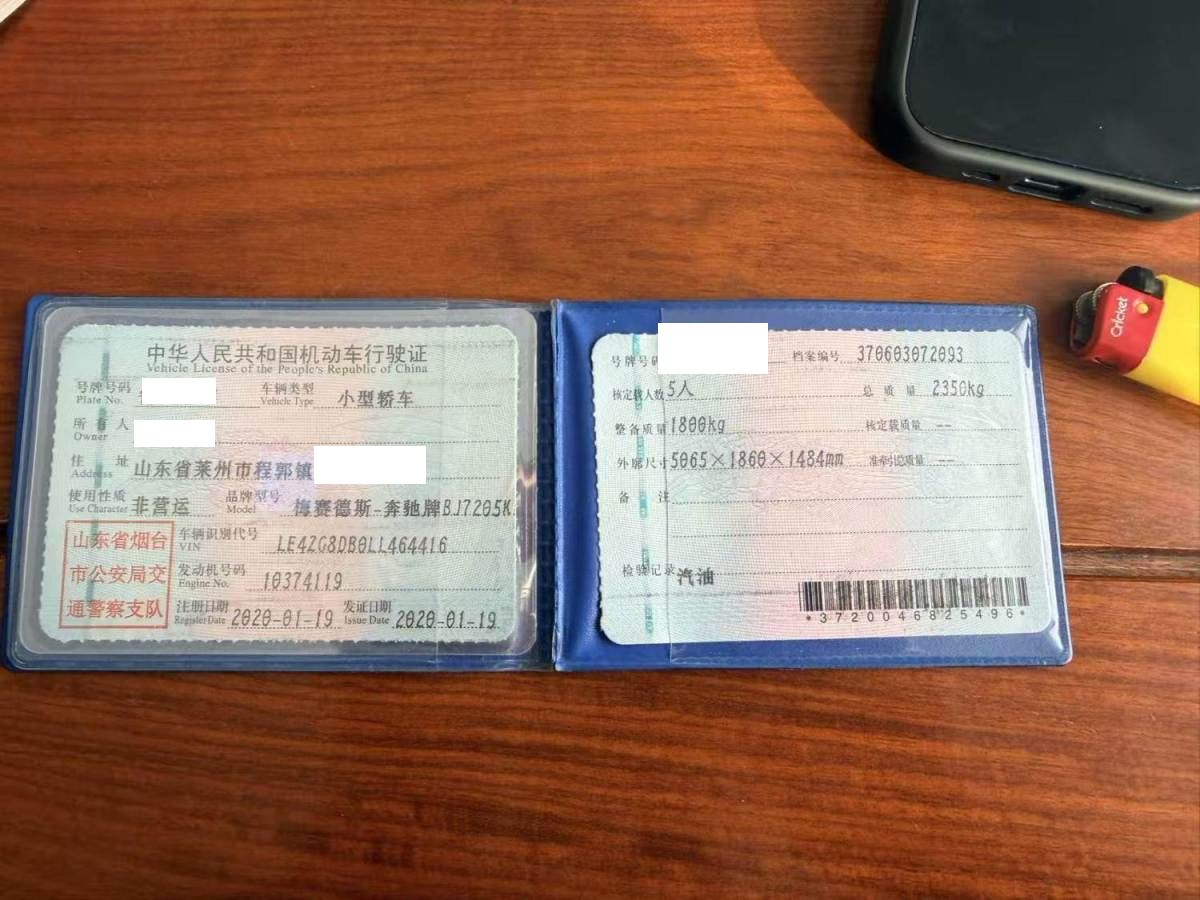 中华人民共和国机动车行驶证
Vehicle License of the People's Republic of China
号牌号码
Plate No.
车辆类型 小型轿车
Vehicle Type
所有人
Owner
住址 山东省莱州市程郭镇
Address
使用性质 非营运 品牌型号 梅赛德斯-奔驰牌BJ7205K
Use Character Model
山东省烟台
市公安局交
通警察支队
车辆识别代号 LE4ZG8DB0LL464416
VIN
发动机号码 10374119
Engine No.
注册日期 2020-01-19 发证日期 2020-01-19
Register Date Issue Date
号牌号码 档案编号 370603072093
核定载人数 5人 总质量 2350kg
整备质量 1800kg 核定载质量 --
外廓尺寸 5065×1860×1484mm 准牵引总质量 --
备注
检验记录 汽油
*3720046825496*
Cricket